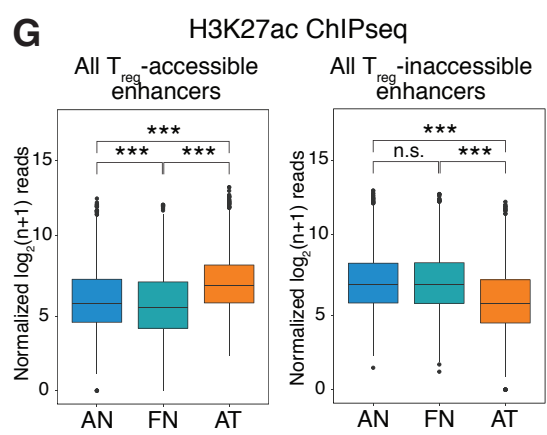 G
H3K27ac ChIPseq
All Treg-accessible
enhancers
Normalized log2(n+1) reads
***
*** ***
15
10
5
0
AN FN AT
All Treg-inaccessible
enhancers
Normalized log2(n+1) reads
***
n.s. ***
15
10
5
0
AN FN AT